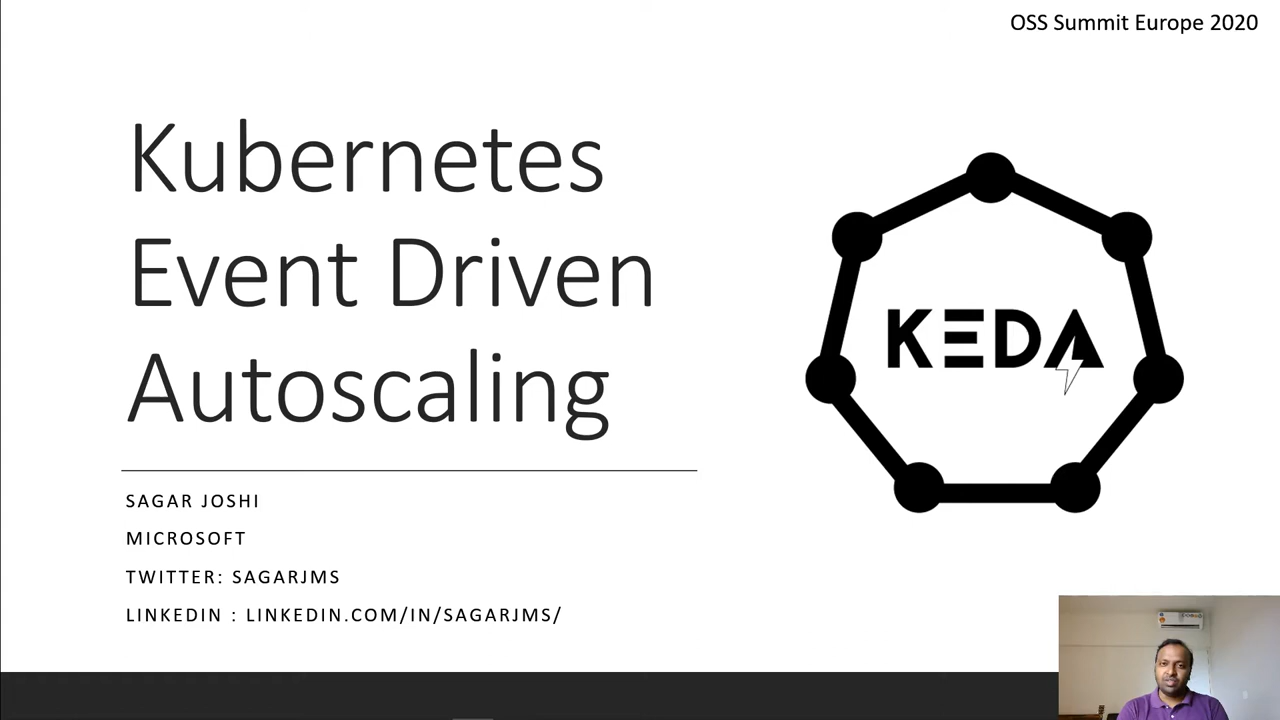 OSS Summit Europe 2020
Kubernetes
Event Driven
Autoscaling
KEDA
SAGAR JOSHI
MICROSOFT
TWITTER: SAGARJMS
LINKEDIN : LINKEDIN.COM/IN/SAGARJMS/